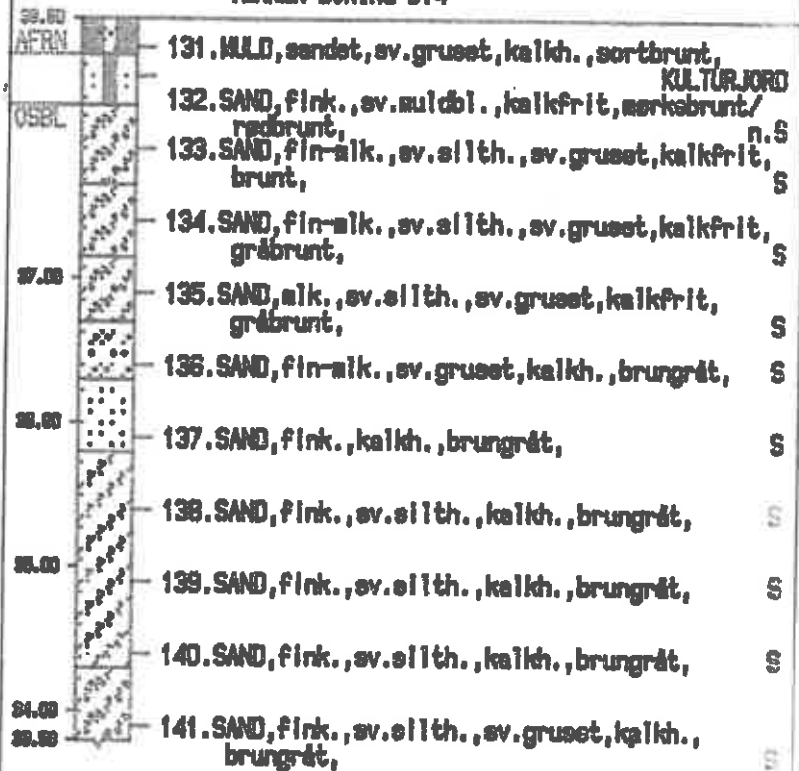 131.MULD,sandet,sv.gruset,kalkh.,sortbrunt,
KULTURJORD
132.SAND,fink.,sv.muldbl.,kalkfrit,mørkebrunt/
rødbrunt, n.S
133.SAND,fin-mlk.,sv.silth.,sv.gruset,kalkfrit,
brunt, S
134.SAND,fin-mlk.,sv.silth.,sv.gruset,kalkfrit,
gråbrunt, S
37.00
135.SAND,mlk.,sv.silth.,sv.gruset,kalkfrit,
gråbrunt, S
136.SAND,fin-mlk.,sv.gruset,kalkh.,brungråt, S
137.SAND,fink.,kalkh.,brungråt, S
138.SAND,fink.,sv.silth.,kalkh.,brungråt, S
35.00
139.SAND,fink.,sv.silth.,kalkh.,brungråt, S
140.SAND,fink.,sv.silth.,kalkh.,brungråt, S
34.00
141.SAND,fink.,sv.silth.,sv.gruset,kalkh.,
brungråt, S